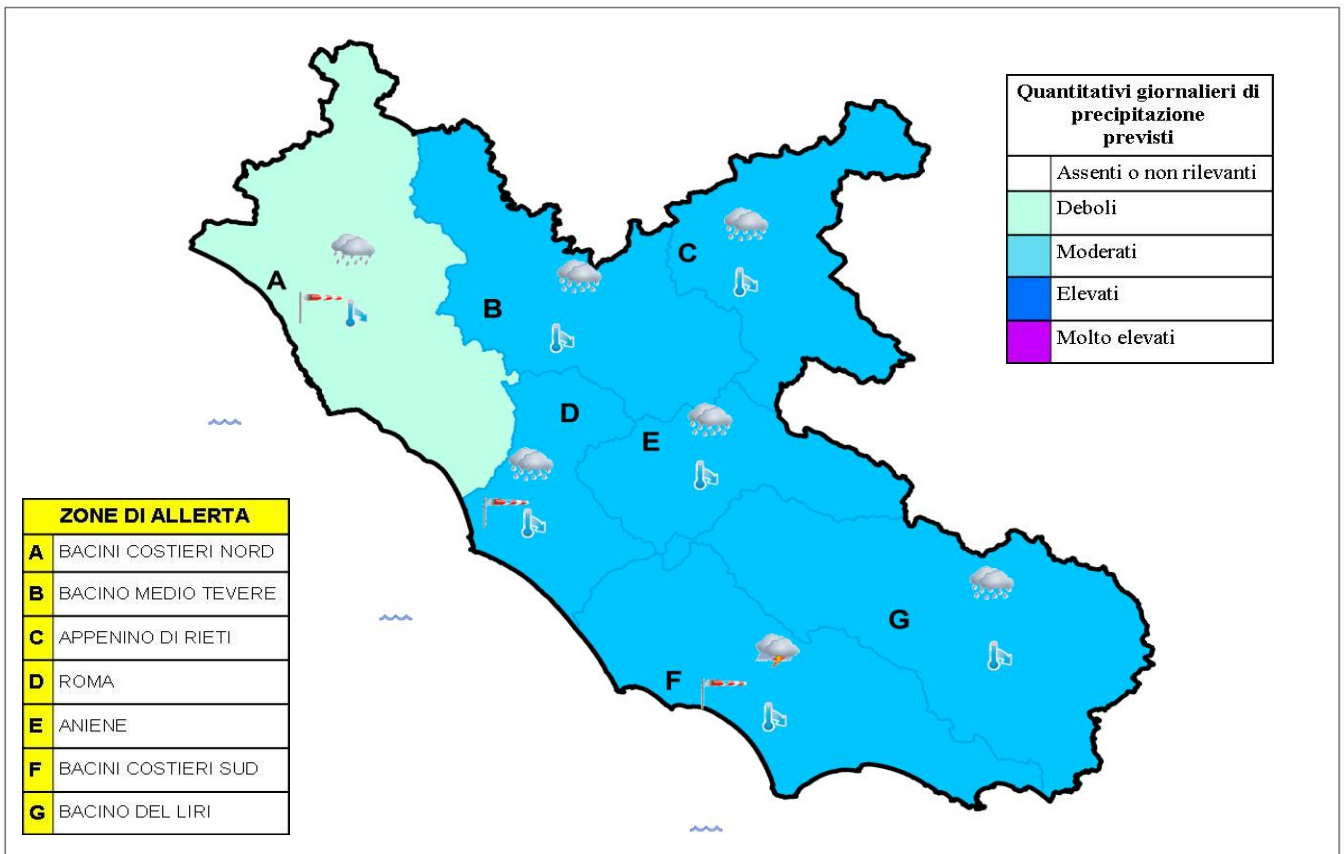 Quantitativi giornalieri di
precipitazione
previsti
Assenti o non rilevanti
Deboli
Moderati
Elevati
Molto elevati
A
B
C
D
E
F
G
ZONE DI ALLERTA
A BACINI COSTIERI NORD
B BACINO MEDIO TEVERE
C APPENINO DI RIETI
D ROMA
E ANIENE
F BACINI COSTIERI SUD
G BACINO DEL LIRI